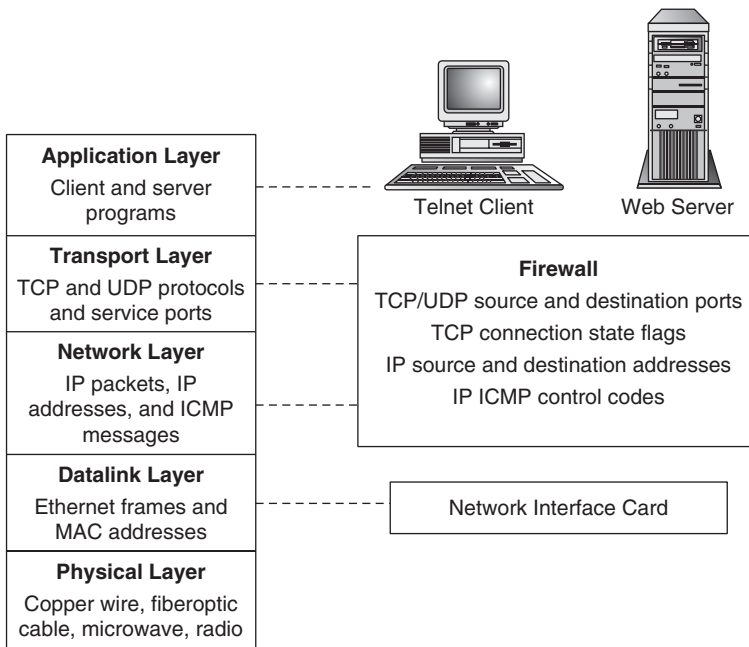 Application Layer
Client and server
programs
Telnet Client
Web Server
Transport Layer
TCP and UDP protocols
and service ports
Network Layer
IP packets, IP
addresses, and ICMP
messages
Firewall
TCP/UDP source and destination ports
TCP connection state flags
IP source and destination addresses
IP ICMP control codes
Datalink Layer
Ethernet frames and
MAC addresses
Network Interface Card
Physical Layer
Copper wire, fiberoptic
cable, microwave, radio